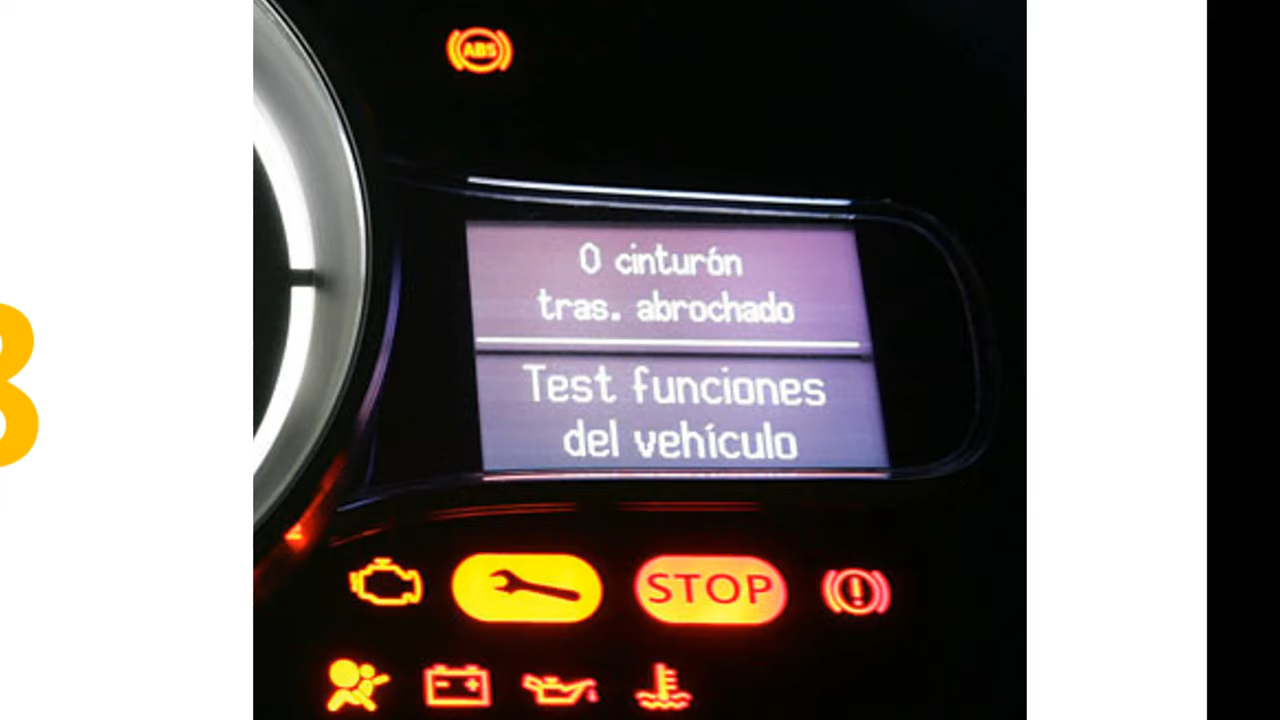 ABS
0 cinturón
tras. abrochado
Test funciones
del vehículo
STOP